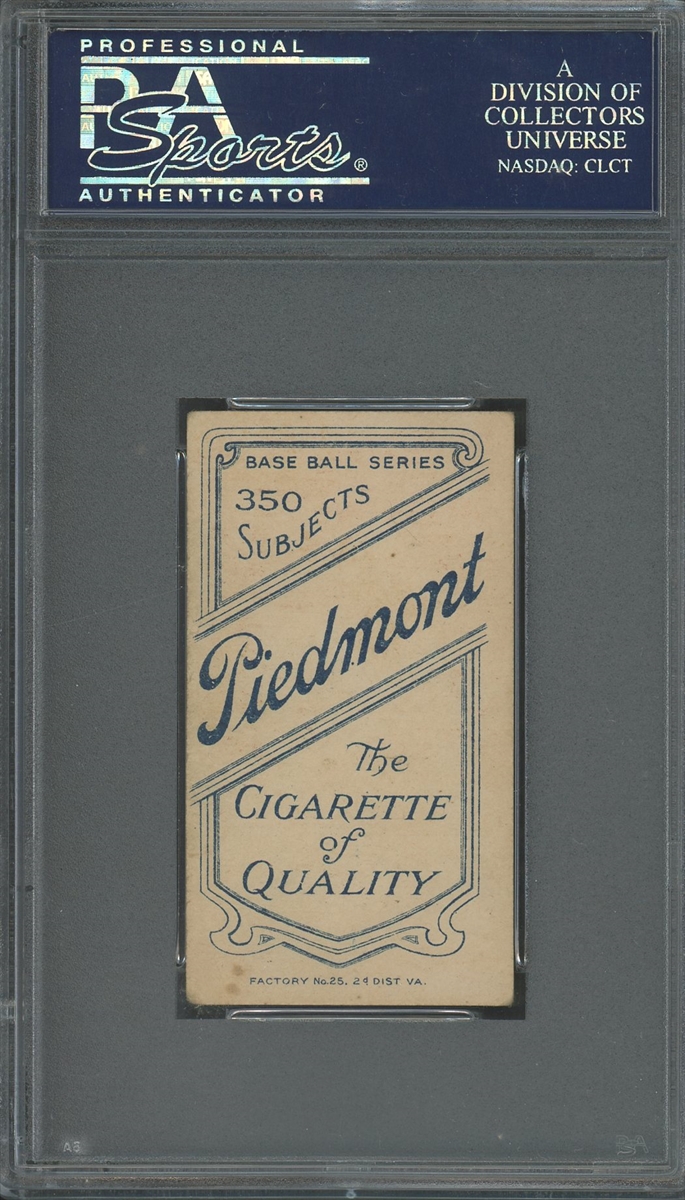 PROFESSIONAL
PSA
Sports®
AUTHENTICATOR
A
DIVISION OF
COLLECTORS
UNIVERSE
NASDAQ: CLCT
BASE BALL SERIES
350
SUBJECTS
Piedmont
The
CIGARETTE
of
QUALITY
FACTORY No.25, 2d DIST VA.
PSA